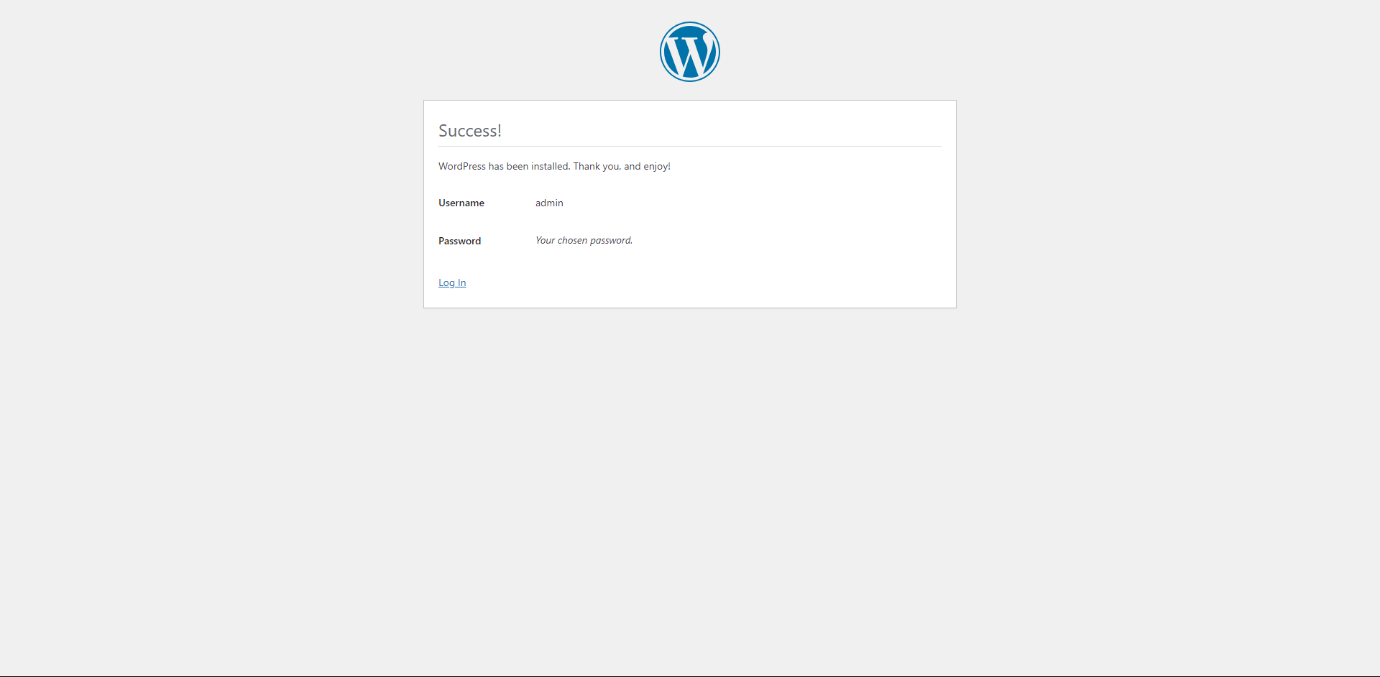 Success!
WordPress has been installed. Thank you, and enjoy!
Username admin
Password Your chosen password.
Log In